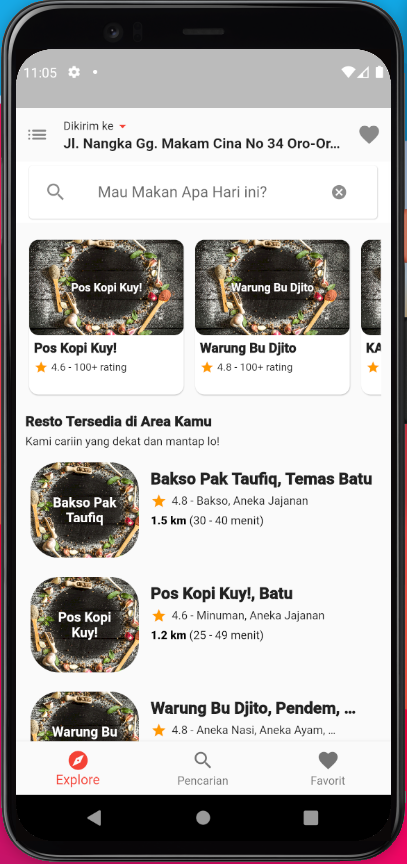 11:05
Dikirim ke
Jl. Nangka Gg. Makam Cina No 34 Oro-Or...
Mau Makan Apa Hari ini?
Pos Kopi Kuy!
Warung Bu Djito
Pos Kopi Kuy!
Warung Bu Djito
KA
4.6 - 100+ rating
4.8 - 100+ rating
Resto Tersedia di Area Kamu
Kami cariin yang dekat dan mantap lo!
Bakso Pak
Taufiq
Bakso Pak Taufiq, Temas Batu
4.8 - Bakso, Aneka Jajanan
1.5 km (30 - 40 menit)
Pos Kopi
Kuy!
Pos Kopi Kuy!, Batu
4.6 - Minuman, Aneka Jajanan
1.2 km (25 - 49 menit)
Warung Bu
Warung Bu Djito, Pendem, ...
4.8 - Aneka Nasi, Aneka Ayam, ...
Explore
Pencarian
Favorit